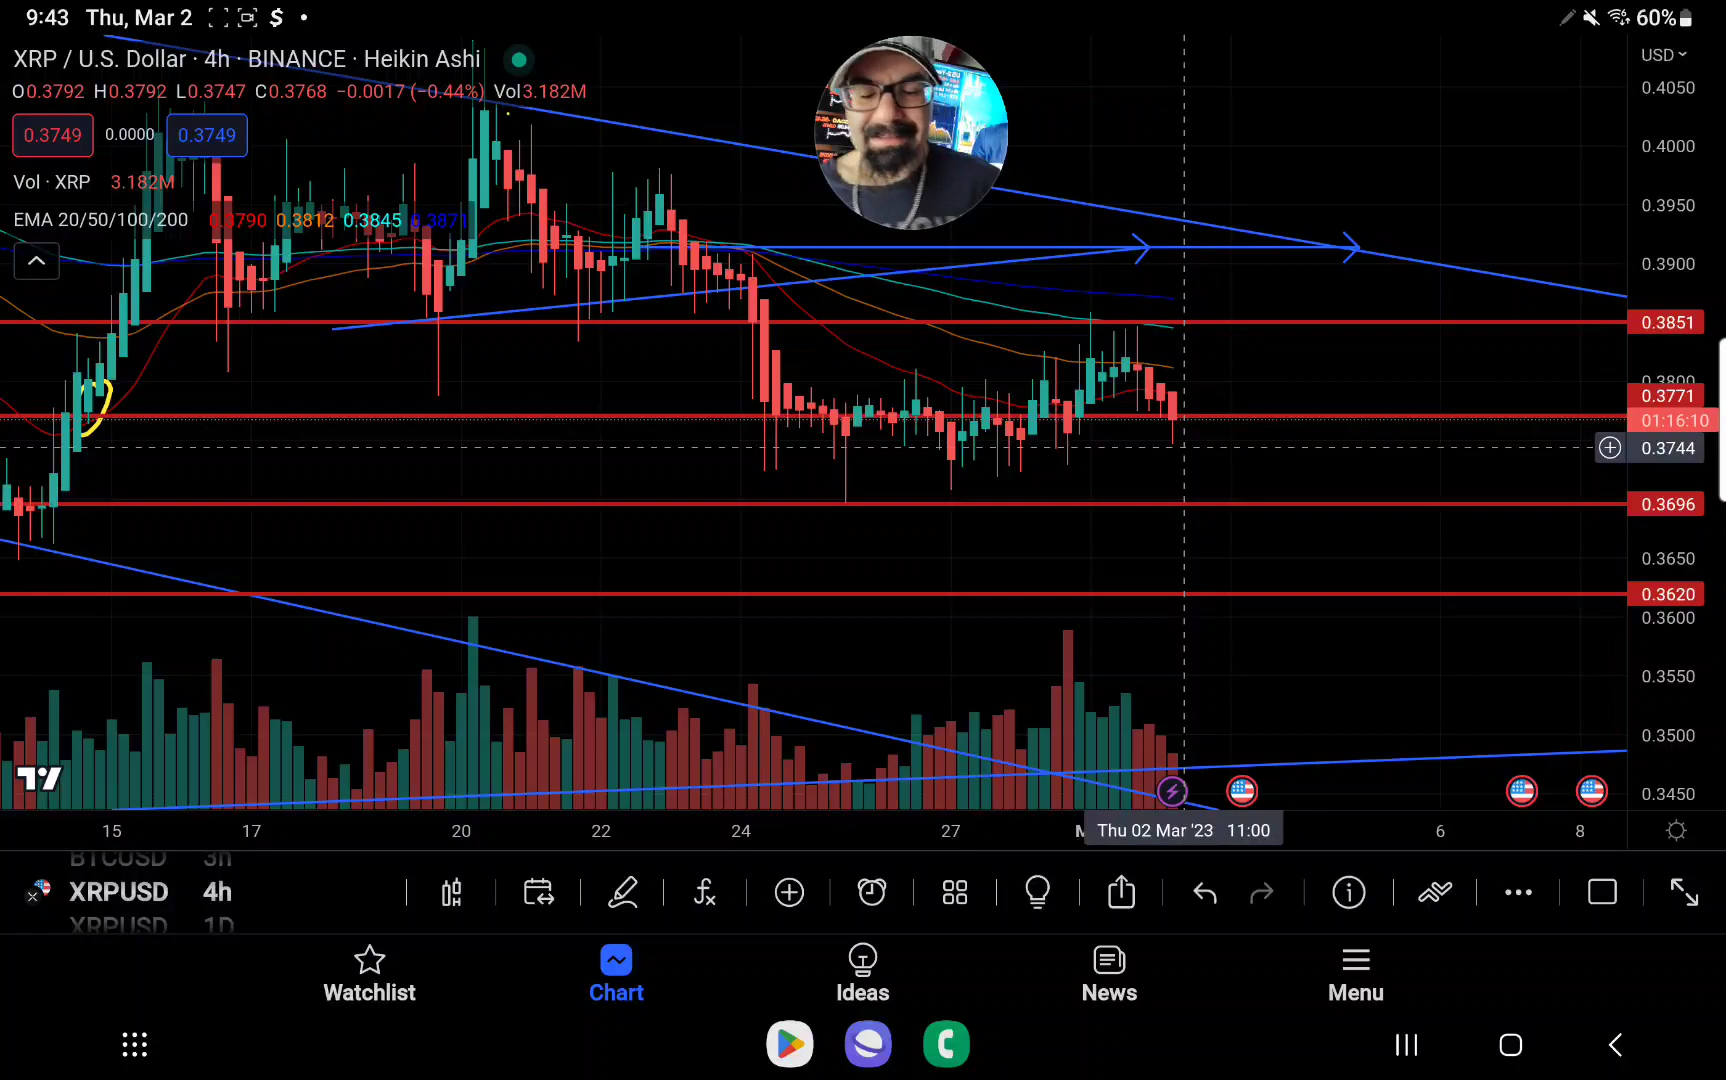 9:43 Thu, Mar 2 $ 60%
XRP / U.S. Dollar · 4h · BINANCE · Heikin Ashi
O0.3792 H0.3792 L0.3747 C0.3768 −0.0017 (−0.44%) Vol3.182M
0.3749 0.0000 0.3749
Vol · XRP 3.182M
EMA 20/50/100/200 0.3790 0.3812 0.3845 0.3871
USD
0.4050
0.4000
0.3950
0.3900
0.3851
0.3800
0.3771
01:16:10
0.3744
0.3696
0.3650
0.3620
0.3600
0.3550
0.3500
0.3450
15 17 20 22 24 27 Thu 02 Mar '23 11:00 6 8
BTCUSD 3h
XRPUSD 4h
XRPUSD 1D
Watchlist Chart Ideas News Menu